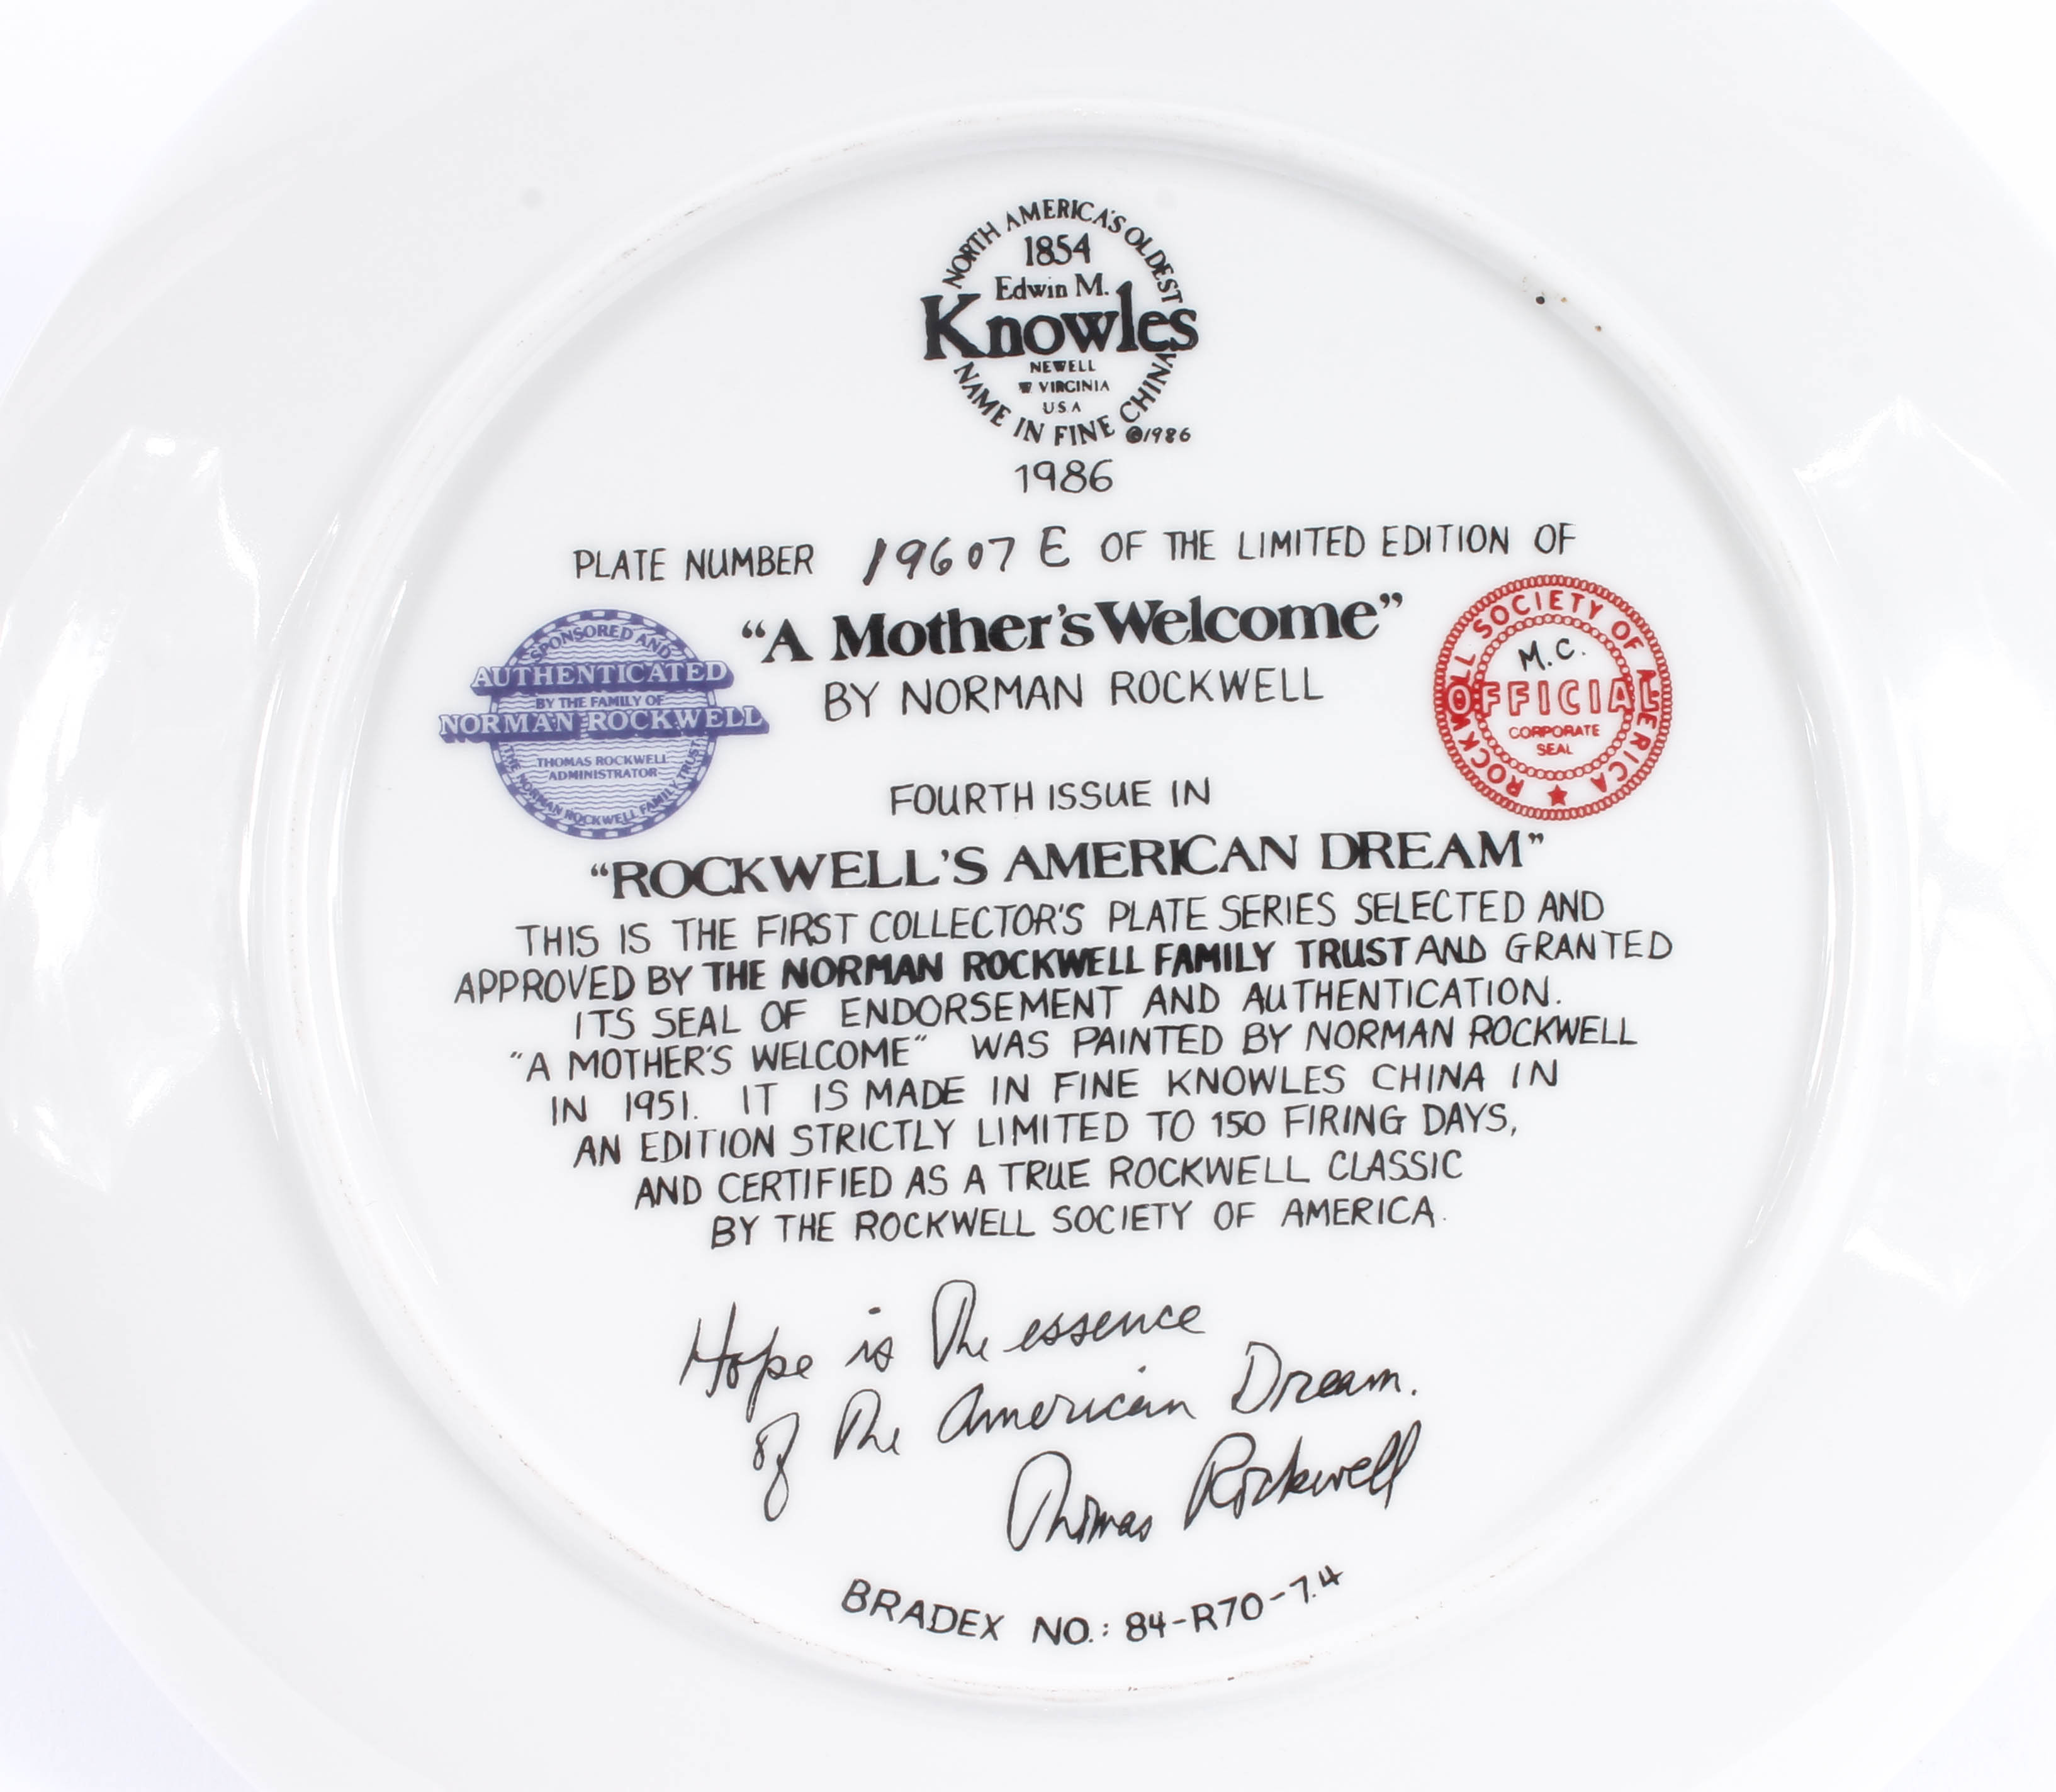 NORTH AMERICA'S OLDEST
1854
Edwin M.
Knowles
NEWELL
W VIRGINIA
USA
NAME IN FINE CHINA
©1986
1986
PLATE NUMBER 19607 E OF THE LIMITED EDITION OF
"A Mother's Welcome"
BY NORMAN ROCKWELL
SPONSORED AND
AUTHENTICATED
BY THE FAMILY OF
NORMAN ROCKWELL
THOMAS ROCKWELL
ADMINISTRATOR
THE NORMAN ROCKWELL FAMILY TRUST
ROCKWELL SOCIETY OF AMERICA
M.C.
OFFICIAL
CORPORATE
SEAL
FOURTH ISSUE IN
"ROCKWELL'S AMERICAN DREAM"
THIS IS THE FIRST COLLECTOR'S PLATE SERIES SELECTED AND
APPROVED BY THE NORMAN ROCKWELL FAMILY TRUST AND GRANTED
ITS SEAL OF ENDORSEMENT AND AUTHENTICATION.
"A MOTHER'S WELCOME" WAS PAINTED BY NORMAN ROCKWELL
IN 1951. IT IS MADE IN FINE KNOWLES CHINA IN
AN EDITION STRICTLY LIMITED TO 150 FIRING DAYS,
AND CERTIFIED AS A TRUE ROCKWELL CLASSIC
BY THE ROCKWELL SOCIETY OF AMERICA.
Hope is The essence
of The American Dream.
Thomas Rockwell
BRADEX NO.: 84-R70-7.4